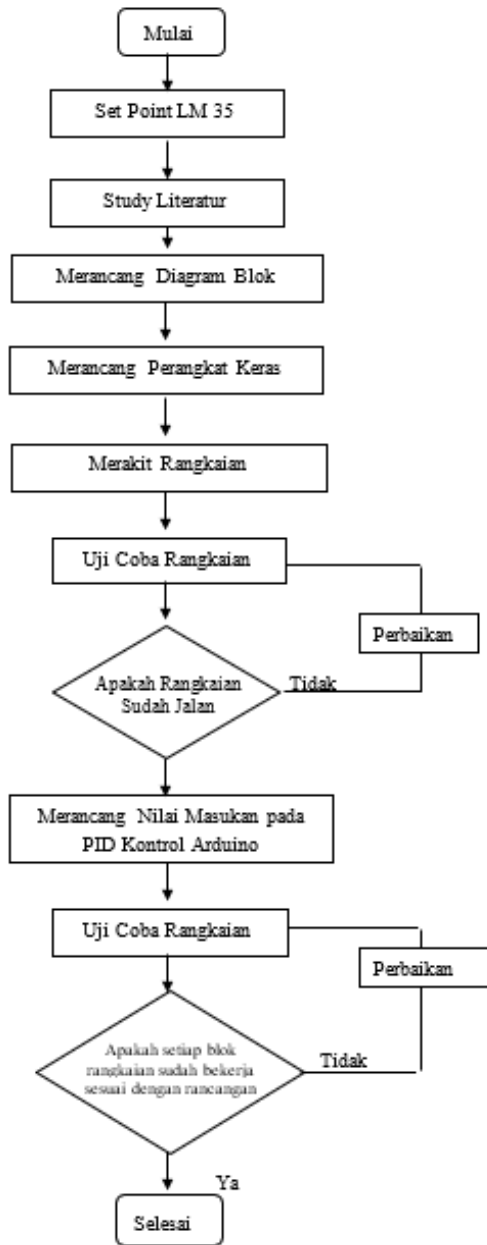 Mulai
Set Point LM 35
Study Literatur
Merancang Diagram Blok
Merancang Perangkat Keras
Merakit Rangkaian
Uji Coba Rangkaian
Perbaikan
Apakah Rangkaian
Sudah Jalan
Tidak
Merancang Nilai Masukan pada
PID Kontrol Arduino
Uji Coba Rangkaian
Perbaikan
Apakah setiap blok
rangkaian sudah bekerja
sesuai dengan rancangan
Tidak
Ya
Selesai